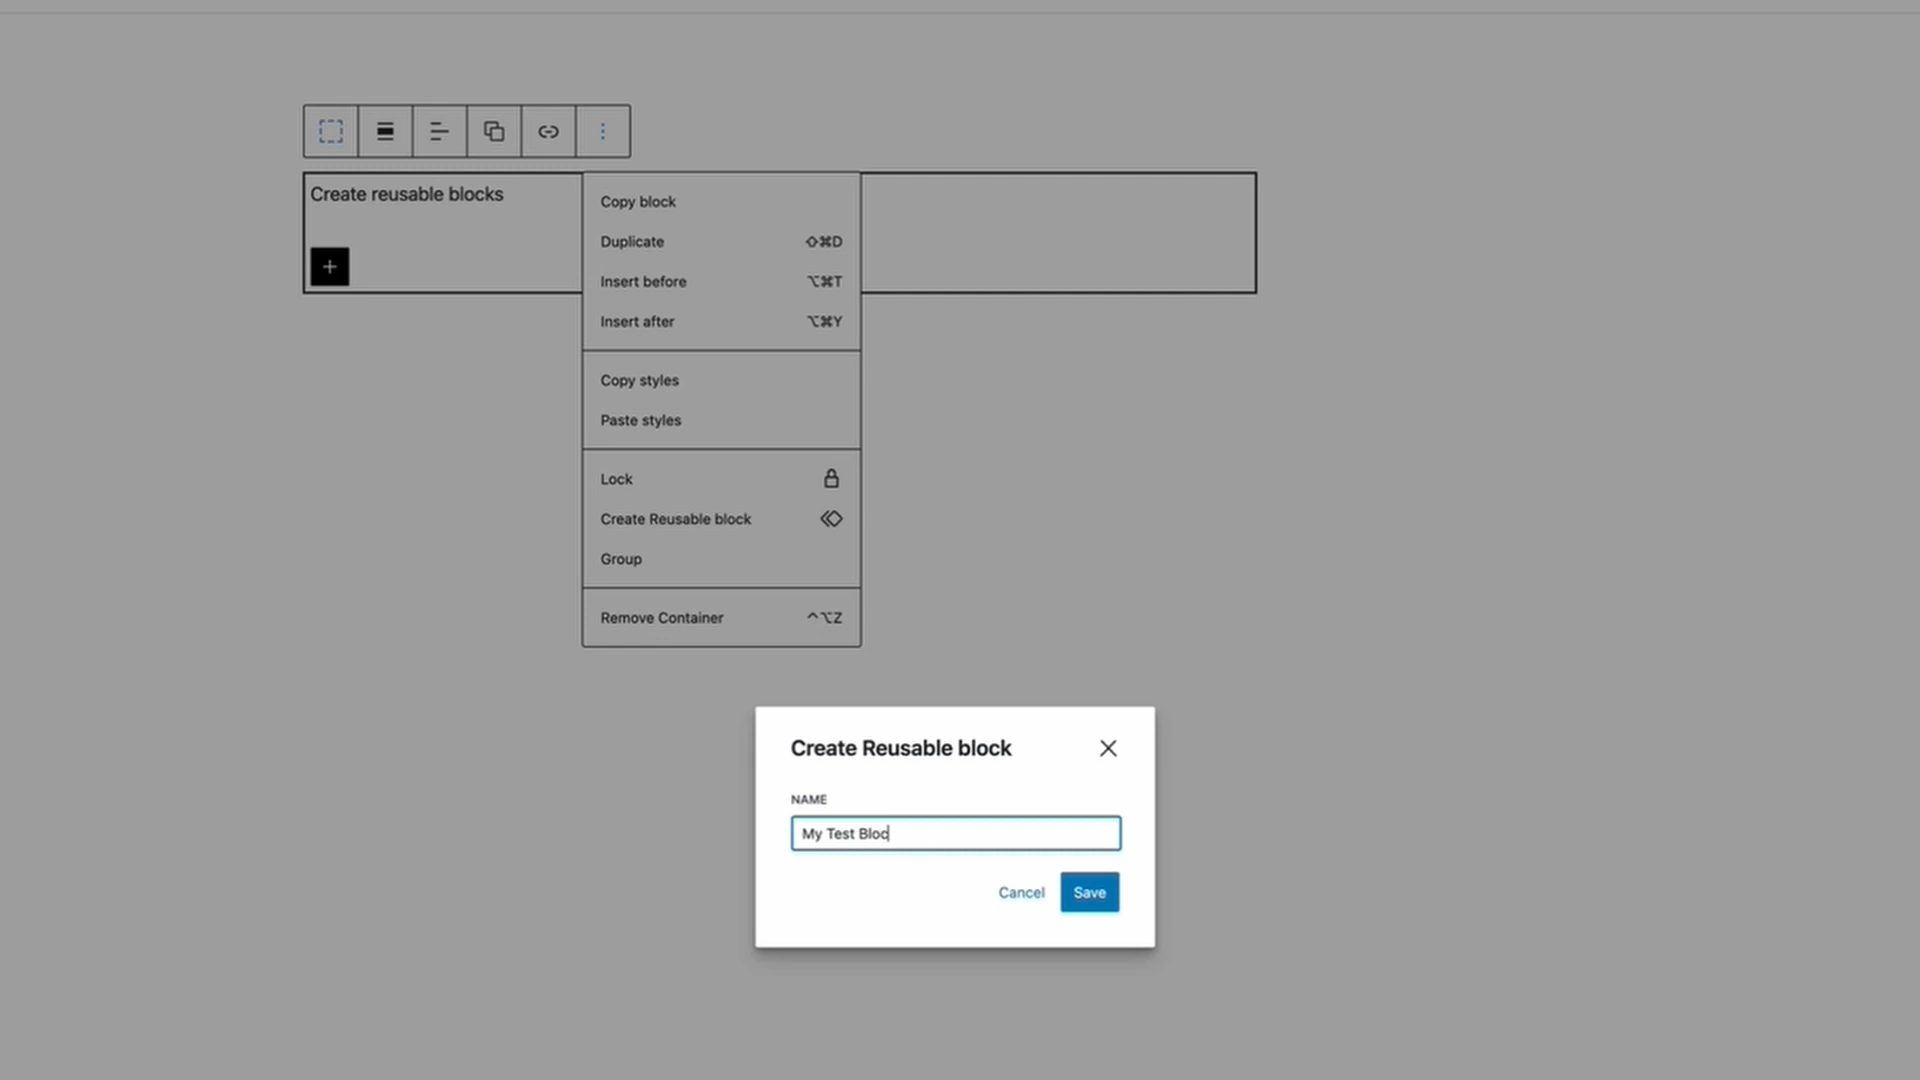 Create reusable blocks
Copy block
Duplicate ⇧⌘D
Insert before ⌥⌘T
Insert after ⌥⌘Y
Copy styles
Paste styles
Lock
Create Reusable block
Group
Remove Container ^⌥Z
Create Reusable block
NAME
My Test Bloc
Cancel Save